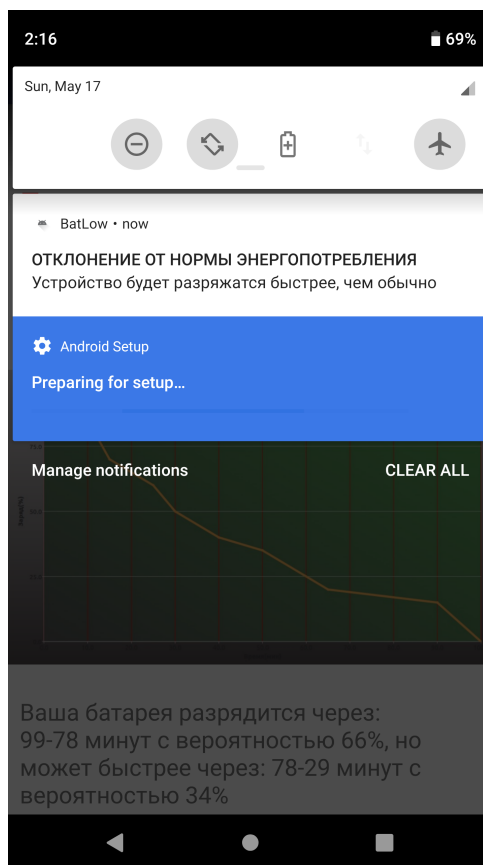 2:16
69%
Sun, May 17
BatLow • now
ОТКЛОНЕНИЕ ОТ НОРМЫ ЭНЕРГОПОТРЕБЛЕНИЯ
Устройство будет разряжатся быстрее, чем обычно
Android Setup
Preparing for setup…
Manage notifications
CLEAR ALL
Ваша батарея разрядится через:
99-78 минут с вероятностью 66%, но
может быстрее через: 78-29 минут с
вероятностью 34%